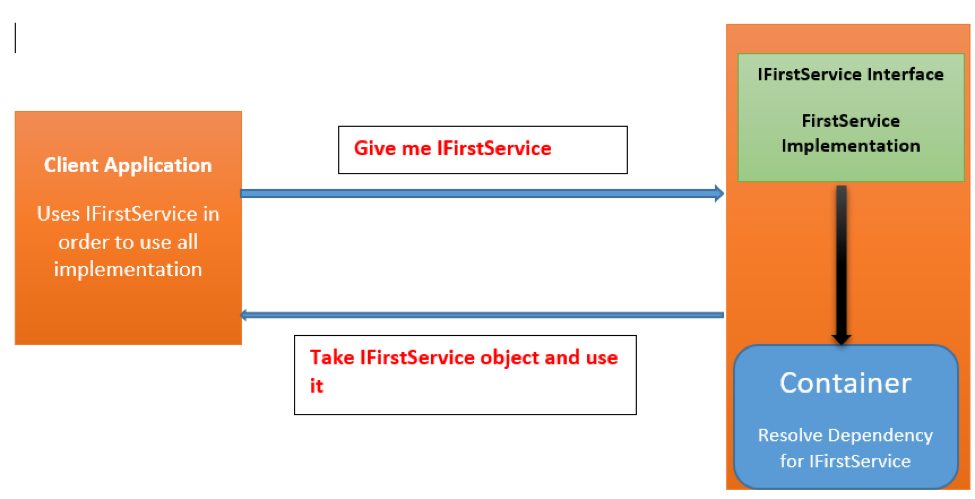 Client Application
Uses IFirstService in
order to use all
implementation
Give me IFirstService
Take IFirstService object and use
it
IFirstService Interface
FirstService
Implementation
Container
Resolve Dependency
for IFirstService